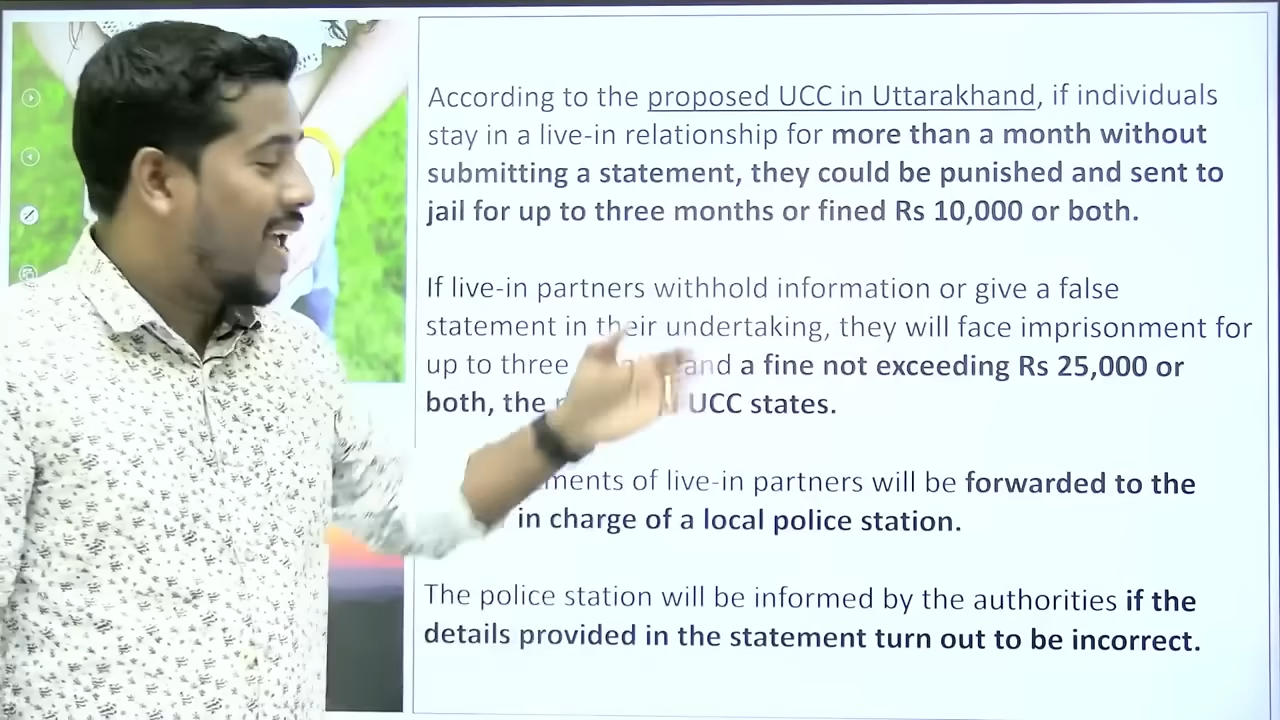 According to the proposed UCC in Uttarakhand, if individuals
stay in a live-in relationship for more than a month without
submitting a statement, they could be punished and sent to
jail for up to three months or fined Rs 10,000 or both.
If live-in partners withhold information or give a false
statement in their undertaking, they will face imprisonment for
up to three and a fine not exceeding Rs 25,000 or
both, the UCC states.
of live-in partners will be forwarded to the
in charge of a local police station.
The police station will be informed by the authorities if the
details provided in the statement turn out to be incorrect.